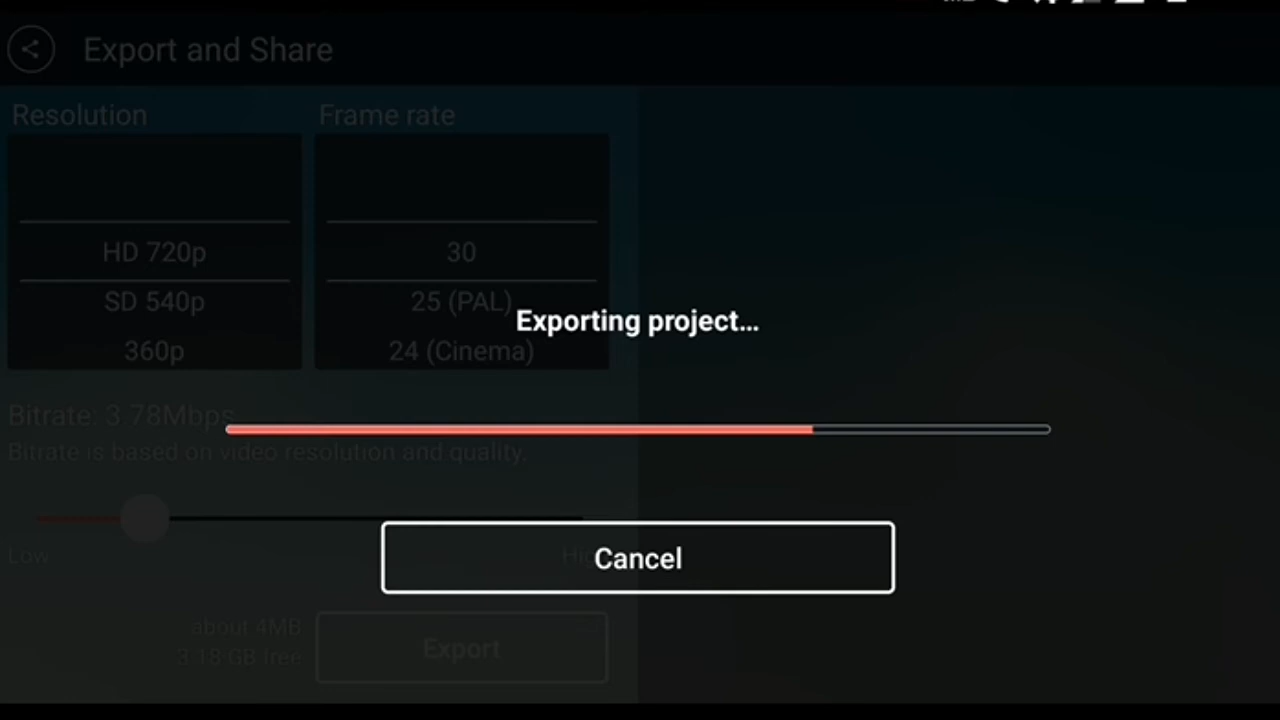 Export and Share
Resolution
Frame rate
HD 720p
30
SD 540p
25 (PAL)
360p
24 (Cinema)
Exporting project...
Bitrate: 3.78Mbps
Bitrate is based on video resolution and quality.
Low
Cancel
about 4MB
3.18 GB free
Export